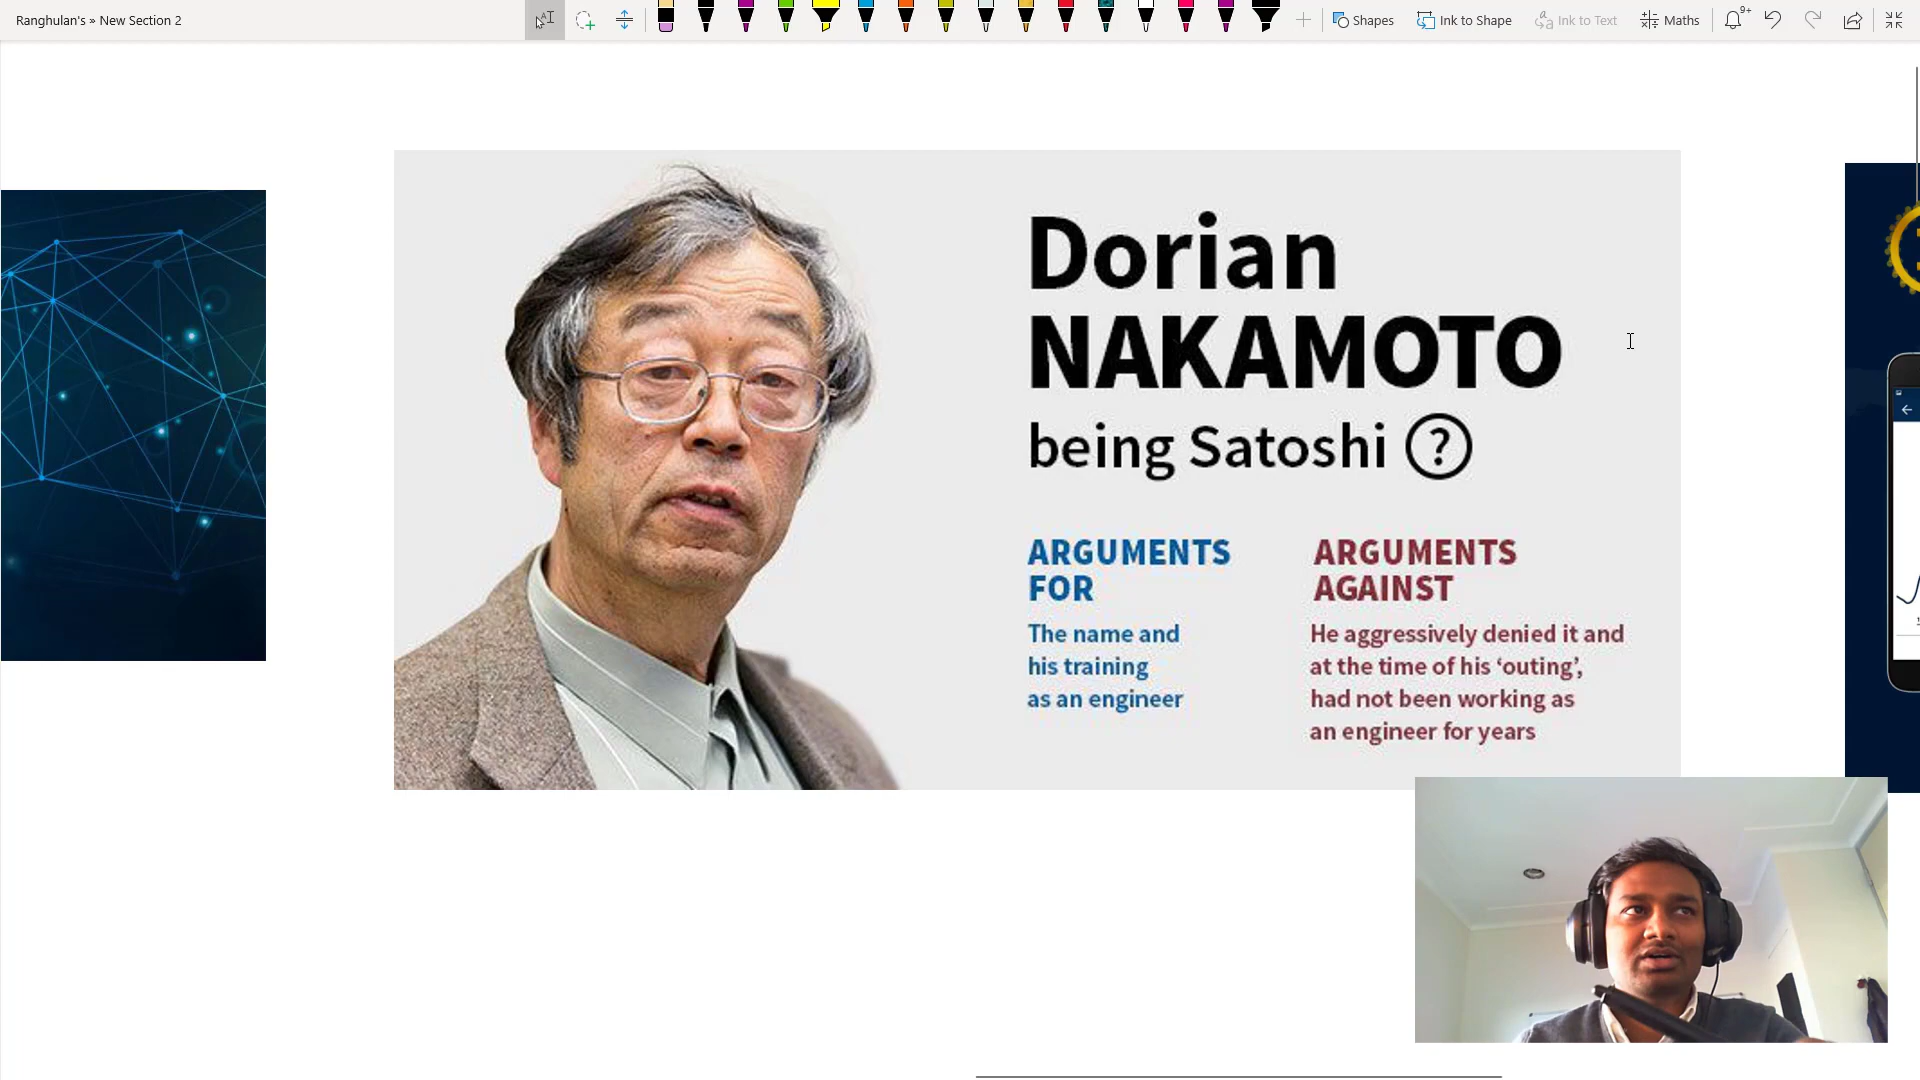 Ranghulan's » New Section 2
Shapes
Ink to Shape
Ink to Text
Maths
9+
Dorian
NAKAMOTO
being Satoshi ?
ARGUMENTS
FOR
The name and
his training
as an engineer
ARGUMENTS
AGAINST
He aggressively denied it and
at the time of his ‘outing’,
had not been working as
an engineer for years